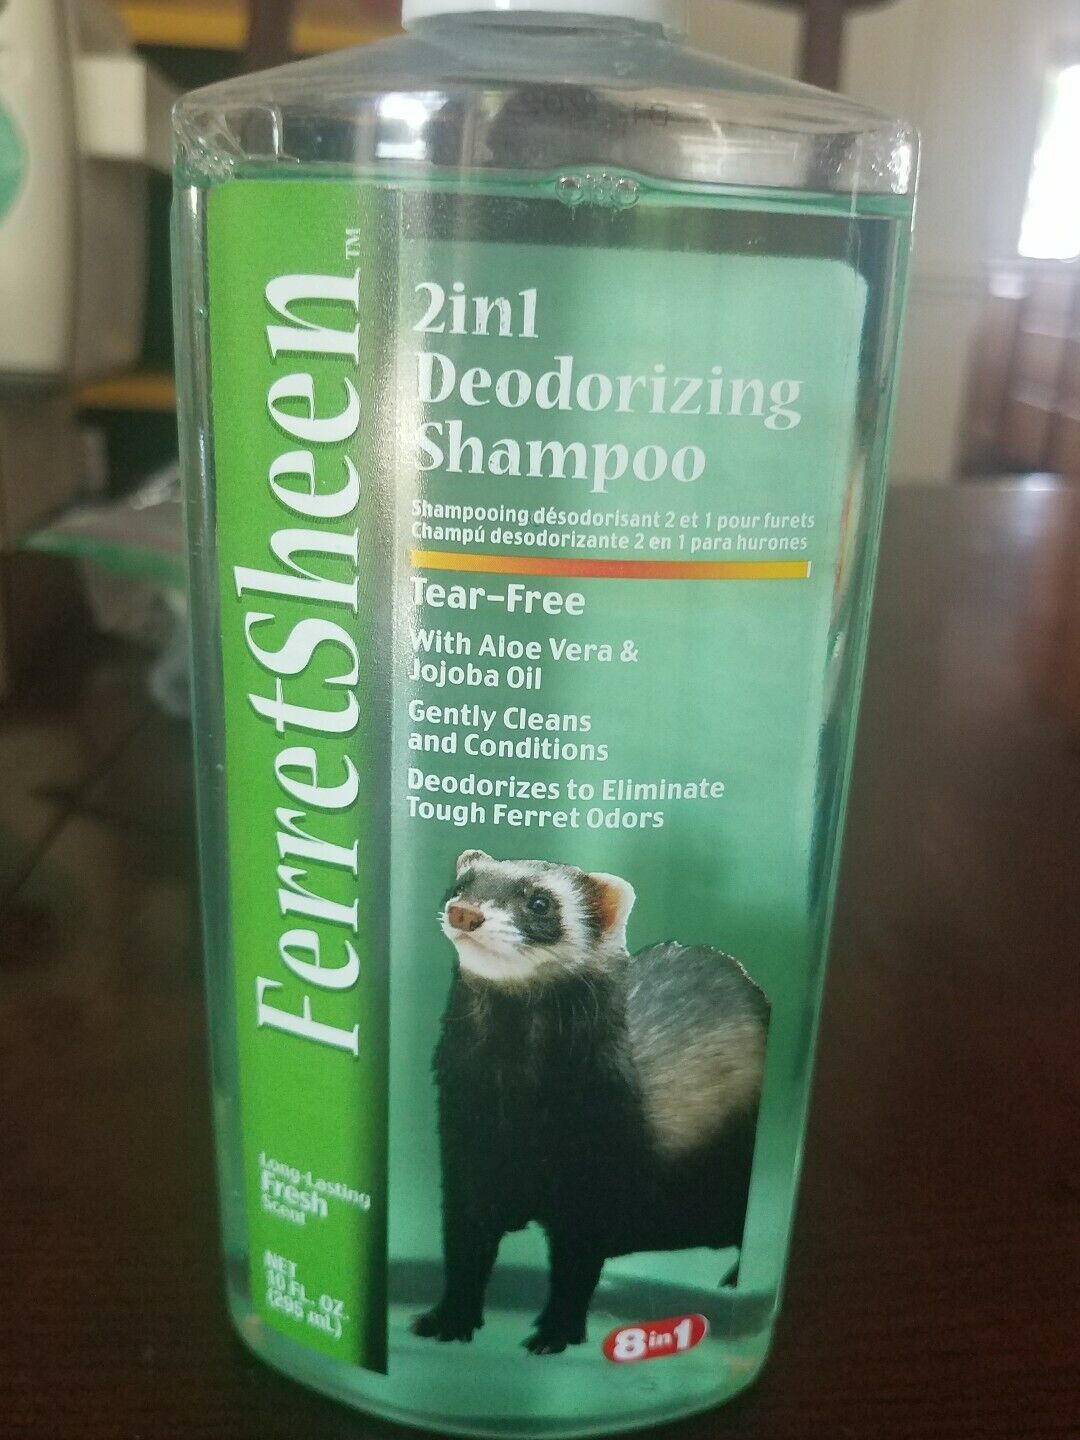 FerretSheen™
2in1
Deodorizing
Shampoo
Shampooing désodorisant 2 et 1 pour furets
Champú desodorizante 2 en 1 para hurones
Tear-Free
With Aloe Vera &
Jojoba Oil
Gently Cleans
and Conditions
Deodorizes to Eliminate
Tough Ferret Odors
Long-Lasting
Fresh
Scent
NET
10 FL. OZ.
(295 mL)
8in1